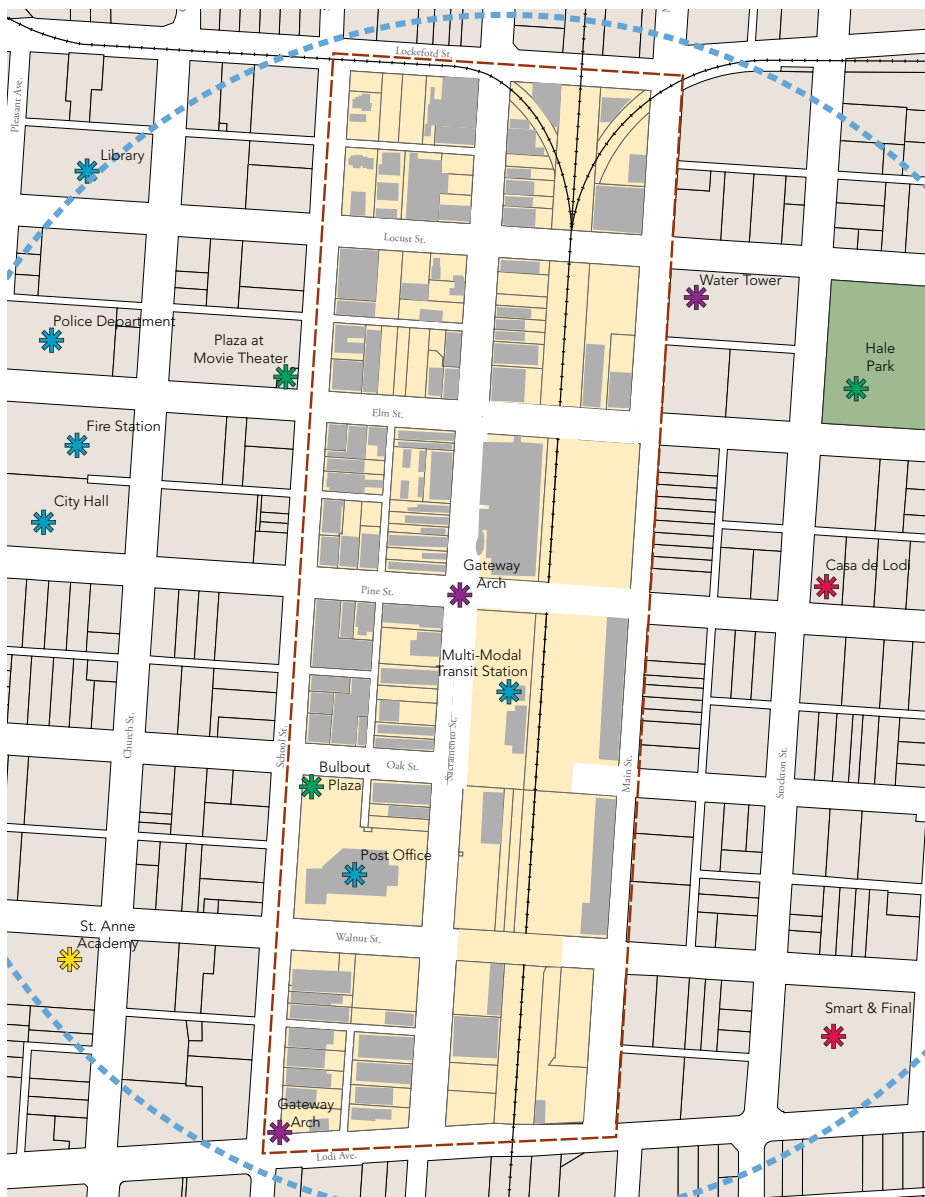 Lockeford St.
Pleasant Ave.
Library
Locust St.
Water Tower
Police Department
Plaza at
Movie Theater
Hale
Park
Elm St.
Fire Station
City Hall
Gateway
Arch
Casa de Lodi
Pine St.
Multi-Modal
Transit Station
Church St.
School St.
Sacramento St.
Main St.
Stockton St.
Oak St.
Bulbout
Plaza
Post Office
St. Anne
Academy
Walnut St.
Smart & Final
Gateway
Arch
Lodi Ave.